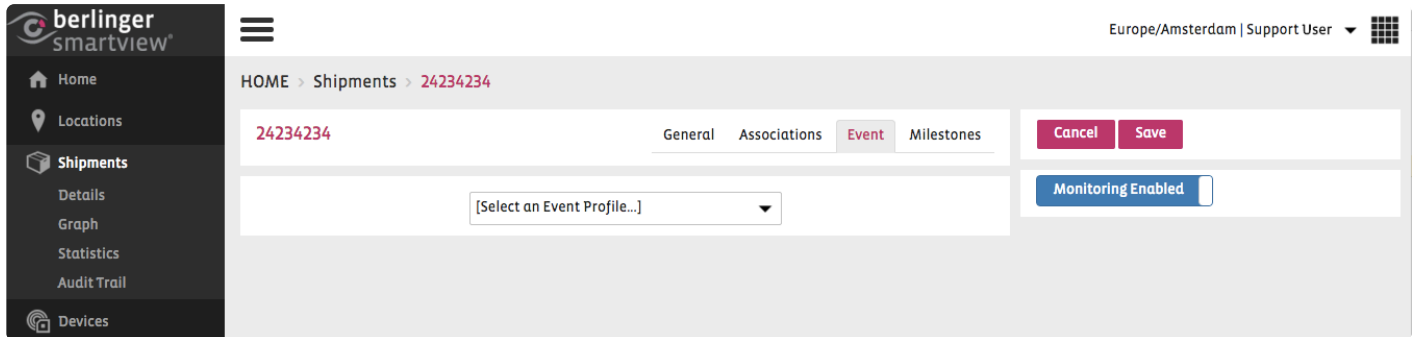 berlinger
smartview®
Europe/Amsterdam | Support User
Home
Locations
Shipments
Details
Graph
Statistics
Audit Trail
Devices
HOME > Shipments > 24234234
24234234
General Associations Event Milestones
Cancel Save
[Select an Event Profile...]
Monitoring Enabled